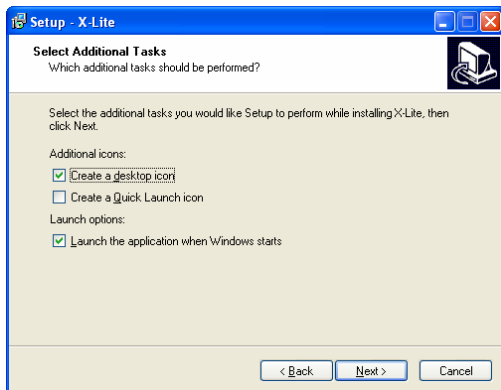 Setup - X-Lite
Select Additional Tasks
Which additional tasks should be performed?
Select the additional tasks you would like Setup to perform while installing X-Lite, then
click Next.
Additional icons:
Create a desktop icon
Create a Quick Launch icon
Launch options:
Launch the application when Windows starts
< Back Next > Cancel